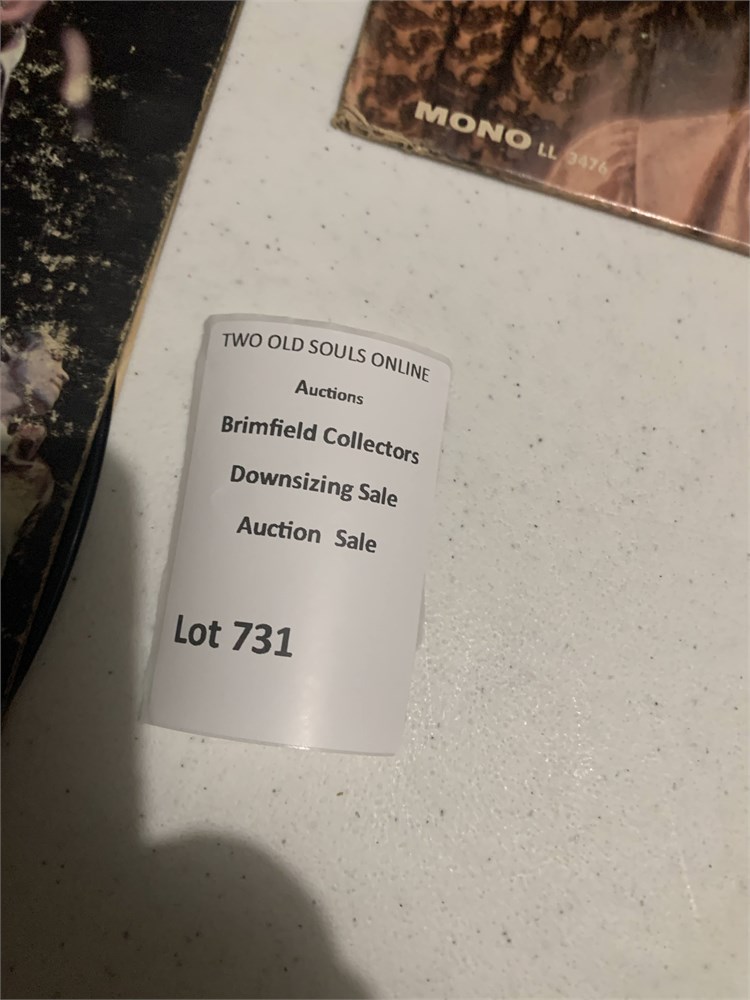 MONO LL 3476
TWO OLD SOULS ONLINE
Auctions
Brimfield Collectors
Downsizing Sale
Auction Sale
Lot 731